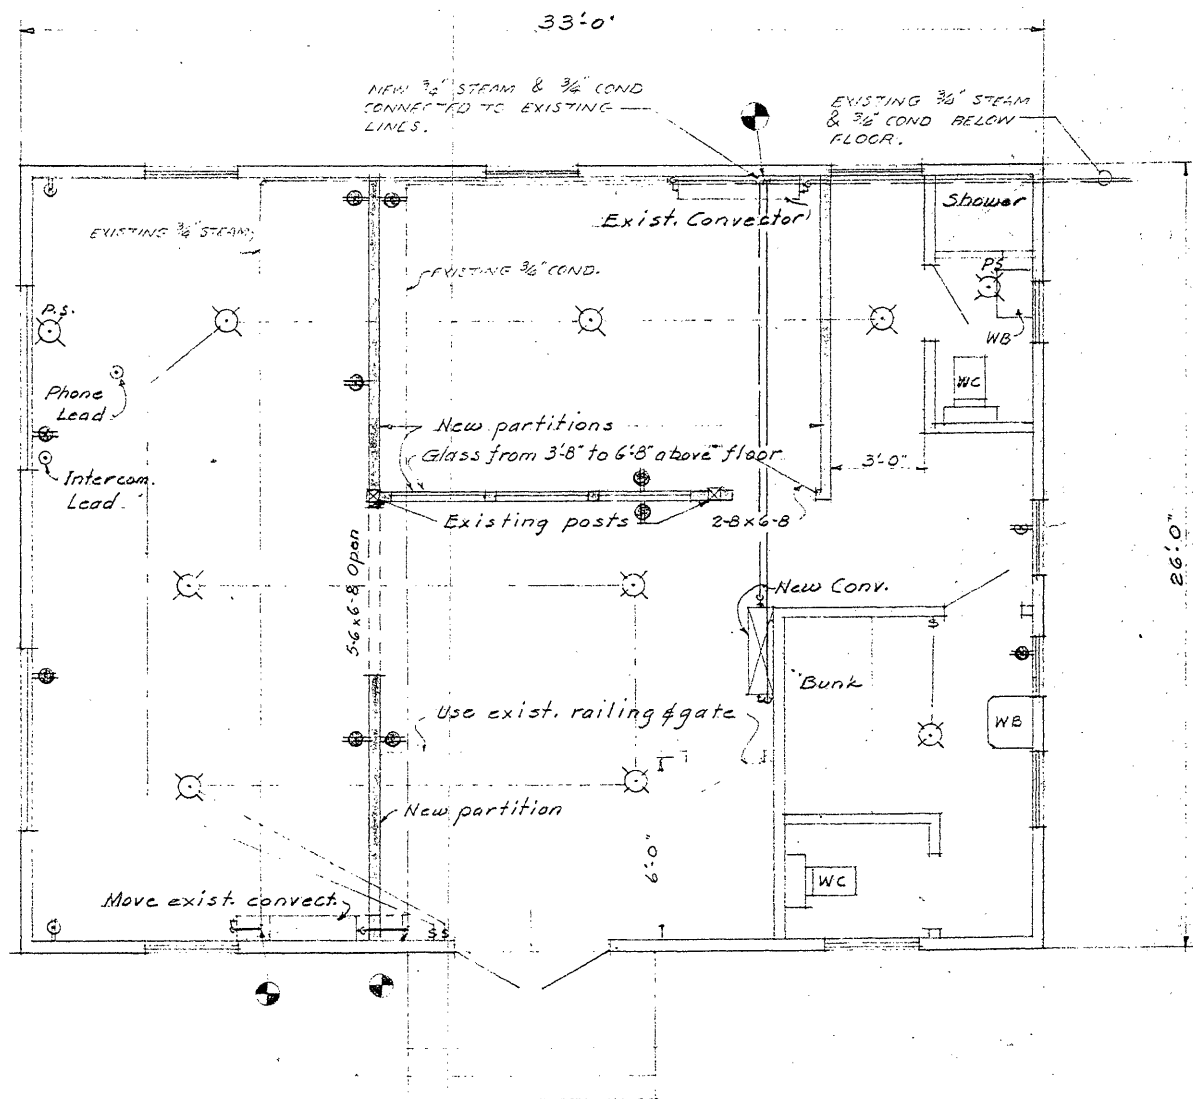 33'-0"
NEW 3/4" STEAM & 3/4" COND
CONNECTED TO EXISTING
LINES.
EXISTING 3/4" STEAM
& 3/4" COND BELOW
FLOOR.
Shower
Exist. Convector
EXISTING 3/4" STEAM
EXISTING 3/4" COND.
P.S.
P.S.
WB
WC
Phone
Lead
New partitions
Glass from 3'-8" to 6'-8" above floor
3'-0"
Intercom.
Lead.
Existing posts
2-8 x 6-8
5-6 x 6-8 Open
26'-0"
New Conv.
S
Bunk
Use exist. railing & gate
WB
New partition
6'-0"
WC
Move exist. convect.
S S